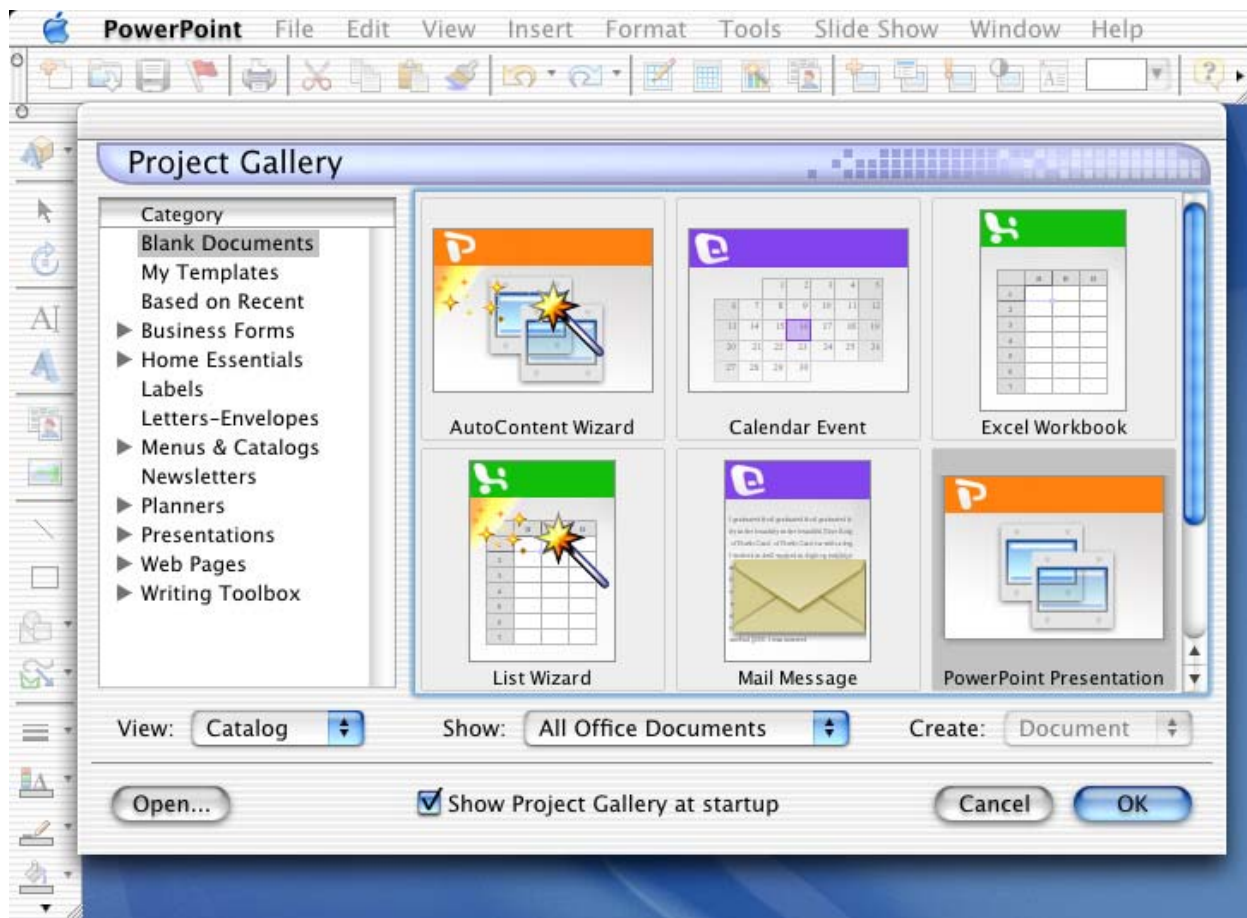 PowerPoint File Edit View Insert Format Tools Slide Show Window Help
Project Gallery
Category
Blank Documents
My Templates
Based on Recent
Business Forms
Home Essentials
Labels
Letters-Envelopes
Menus & Catalogs
Newsletters
Planners
Presentations
Web Pages
Writing Toolbox
AutoContent Wizard
Calendar Event
Excel Workbook
List Wizard
Mail Message
PowerPoint Presentation
View: Catalog
Show: All Office Documents
Create: Document
Open...
Show Project Gallery at startup
Cancel
OK